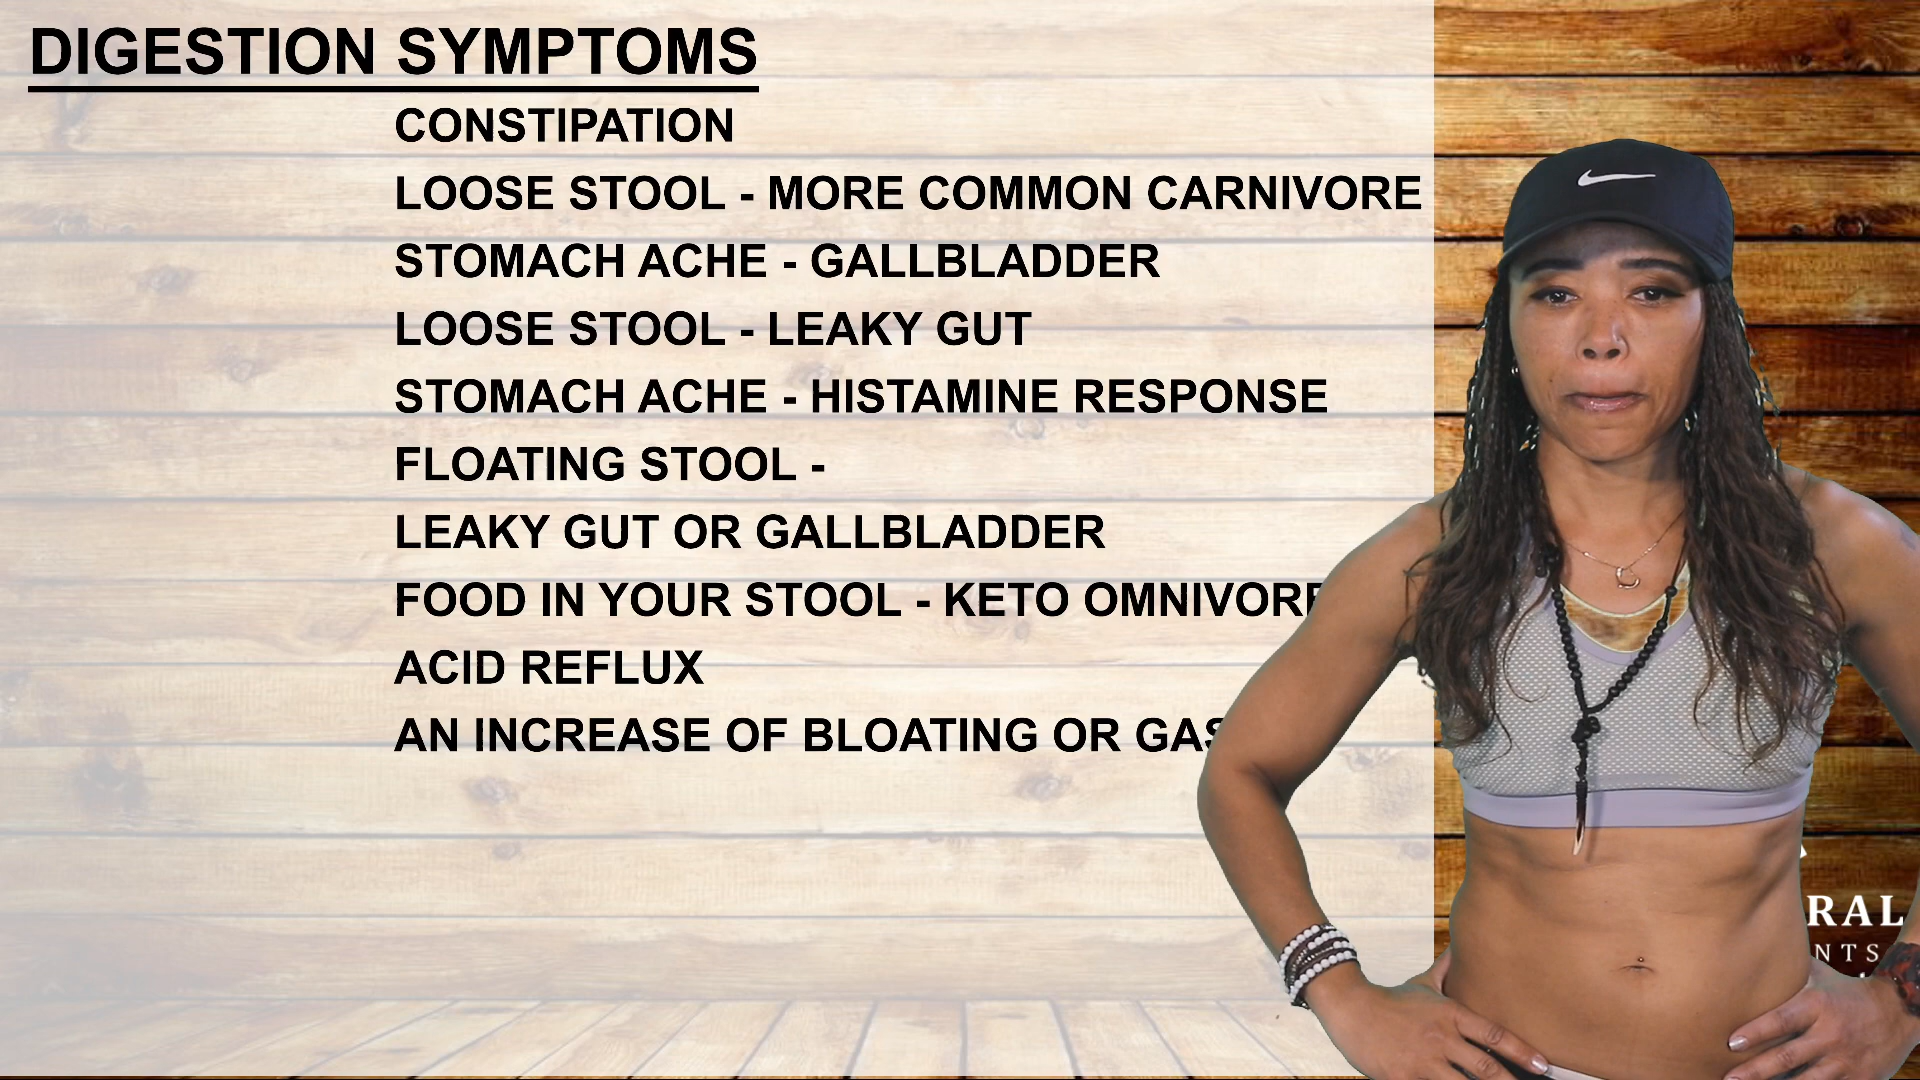 DIGESTION SYMPTOMS
CONSTIPATION
LOOSE STOOL - MORE COMMON CARNIVORE
STOMACH ACHE - GALLBLADDER
LOOSE STOOL - LEAKY GUT
STOMACH ACHE - HISTAMINE RESPONSE
FLOATING STOOL -
LEAKY GUT OR GALLBLADDER
FOOD IN YOUR STOOL - KETO OMNIVORE
ACID REFLUX
AN INCREASE OF BLOATING OR GAS
RAL
NTS